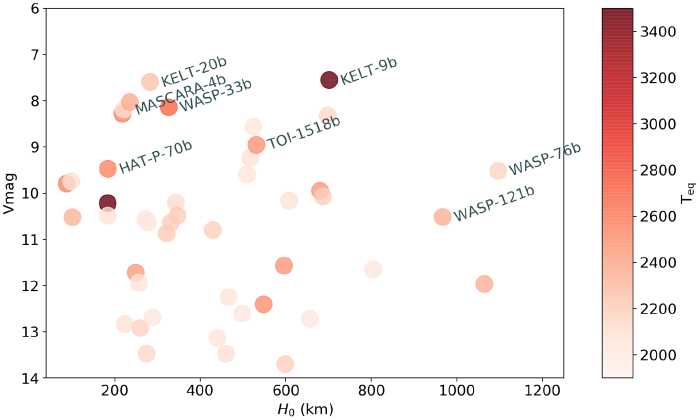 6
7
8
9
10
11
12
13
14
Vmag
200
400
600
800
1000
1200
H₀ (km)
KELT-20b
MASCARA-4b
WASP-33b
KELT-9b
TOI-1518b
HAT-P-70b
WASP-76b
WASP-121b
3400
3200
3000
2800
2600
2400
2200
2000
T_eq